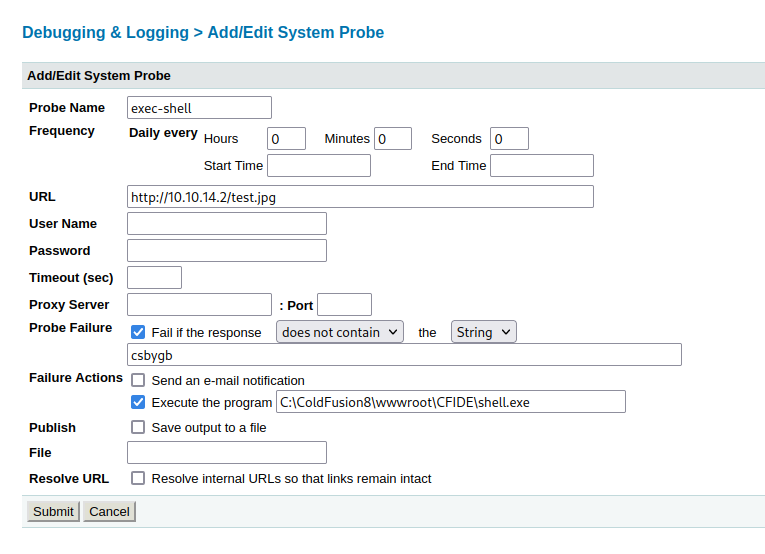 Debugging & Logging > Add/Edit System Probe
Add/Edit System Probe
Probe Name exec-shell
Frequency Daily every Hours 0 Minutes 0 Seconds 0
Start Time End Time
URL http://10.10.14.2/test.jpg
User Name
Password
Timeout (sec)
Proxy Server : Port
Probe Failure Fail if the response does not contain the String
csbygb
Failure Actions Send an e-mail notification
Execute the program C:\ColdFusion8\wwwroot\CFIDE\shell.exe
Publish Save output to a file
File
Resolve URL Resolve internal URLs so that links remain intact
Submit Cancel